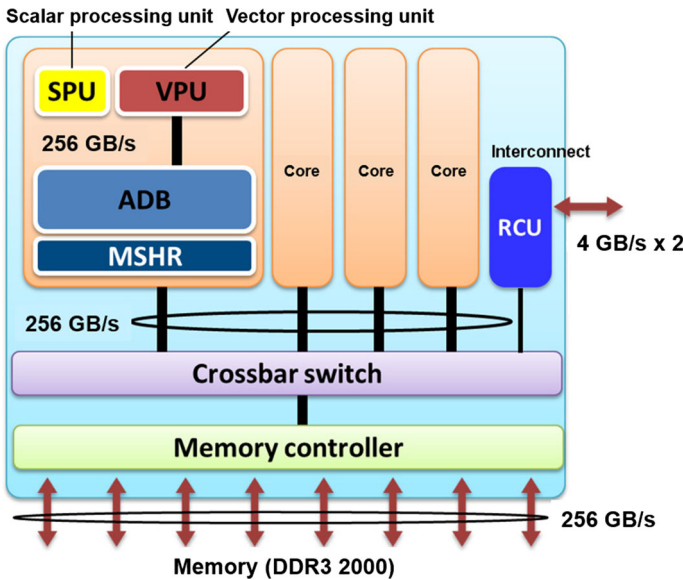 Scalar processing unit
Vector processing unit
SPU
VPU
256 GB/s
ADB
MSHR
Core
Core
Core
Interconnect
RCU
4 GB/s x 2
256 GB/s
Crossbar switch
Memory controller
256 GB/s
Memory (DDR3 2000)